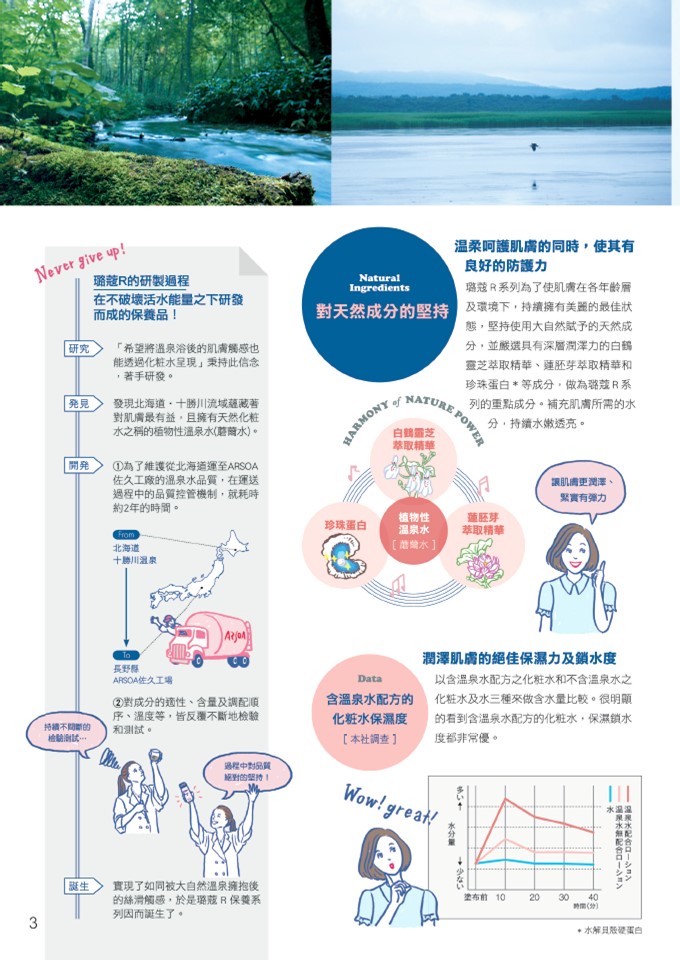 Never give up!
璐蔻R的研製過程
在不破壞活水能量之下研發
而成的保養品！
研究
「希望將溫泉浴後的肌膚觸感也
能透過化粧水呈現」秉持此信念
，著手研發。
発見
發現北海道・十勝川流域蘊藏著
對肌膚最有益，且擁有天然化粧
水之稱的植物性溫泉水(蘑爾水)。
開発
①為了維護從北海道運至ARSOA
佐久工廠的溫泉水品質，在運送
過程中的品質控管機制，就耗時
約2年的時間。
From
北海道
十勝川溫泉
ARSOA
To
長野縣
ARSOA佐久工場
②對成分的適性、含量及調配順
序、溫度等，皆反覆不斷地檢驗
和測試。
持續不間斷的
檢驗測試…
過程中對品質
絕對的堅持！
誕生
實現了如同被大自然溫泉擁抱後
的絲滑觸感，於是璐蔻 R 保養系
列因而誕生了。
3
Natural
Ingredients
對天然成分的堅持
溫柔呵護肌膚的同時，使其有
良好的防護力
璐蔻 R 系列為了使肌膚在各年齡層
及環境下，持續擁有美麗的最佳狀
態，堅持使用大自然賦予的天然成
分，並嚴選具有深層潤澤力的白鶴
靈芝萃取精華、蓮胚芽萃取精華和
珍珠蛋白＊等成分，做為璐蔻 R 系
列的重點成分。補充肌膚所需的水
分，持續水嫩透亮。
HARMONY of NATURE POWER
白鶴靈芝
萃取精華
珍珠蛋白
植物性
溫泉水
［蘑爾水］
蓮胚芽
萃取精華
讓肌膚更潤澤、
緊實有彈力
Data
含溫泉水配方的
化粧水保濕度
［本社調查］
潤澤肌膚的絕佳保濕力及鎖水度
以含溫泉水配方之化粧水和不含溫泉水之
化粧水及水三種來做含水量比較。很明顯
的看到含溫泉水配方的化粧水，保濕鎖水
度都非常優。
Wow! great!
多い
水分量
少ない
塗布前 10 20 30 40
時間(分)
温泉水配合ローション
温泉水無配合ローション
水
＊水解貝殼硬蛋白